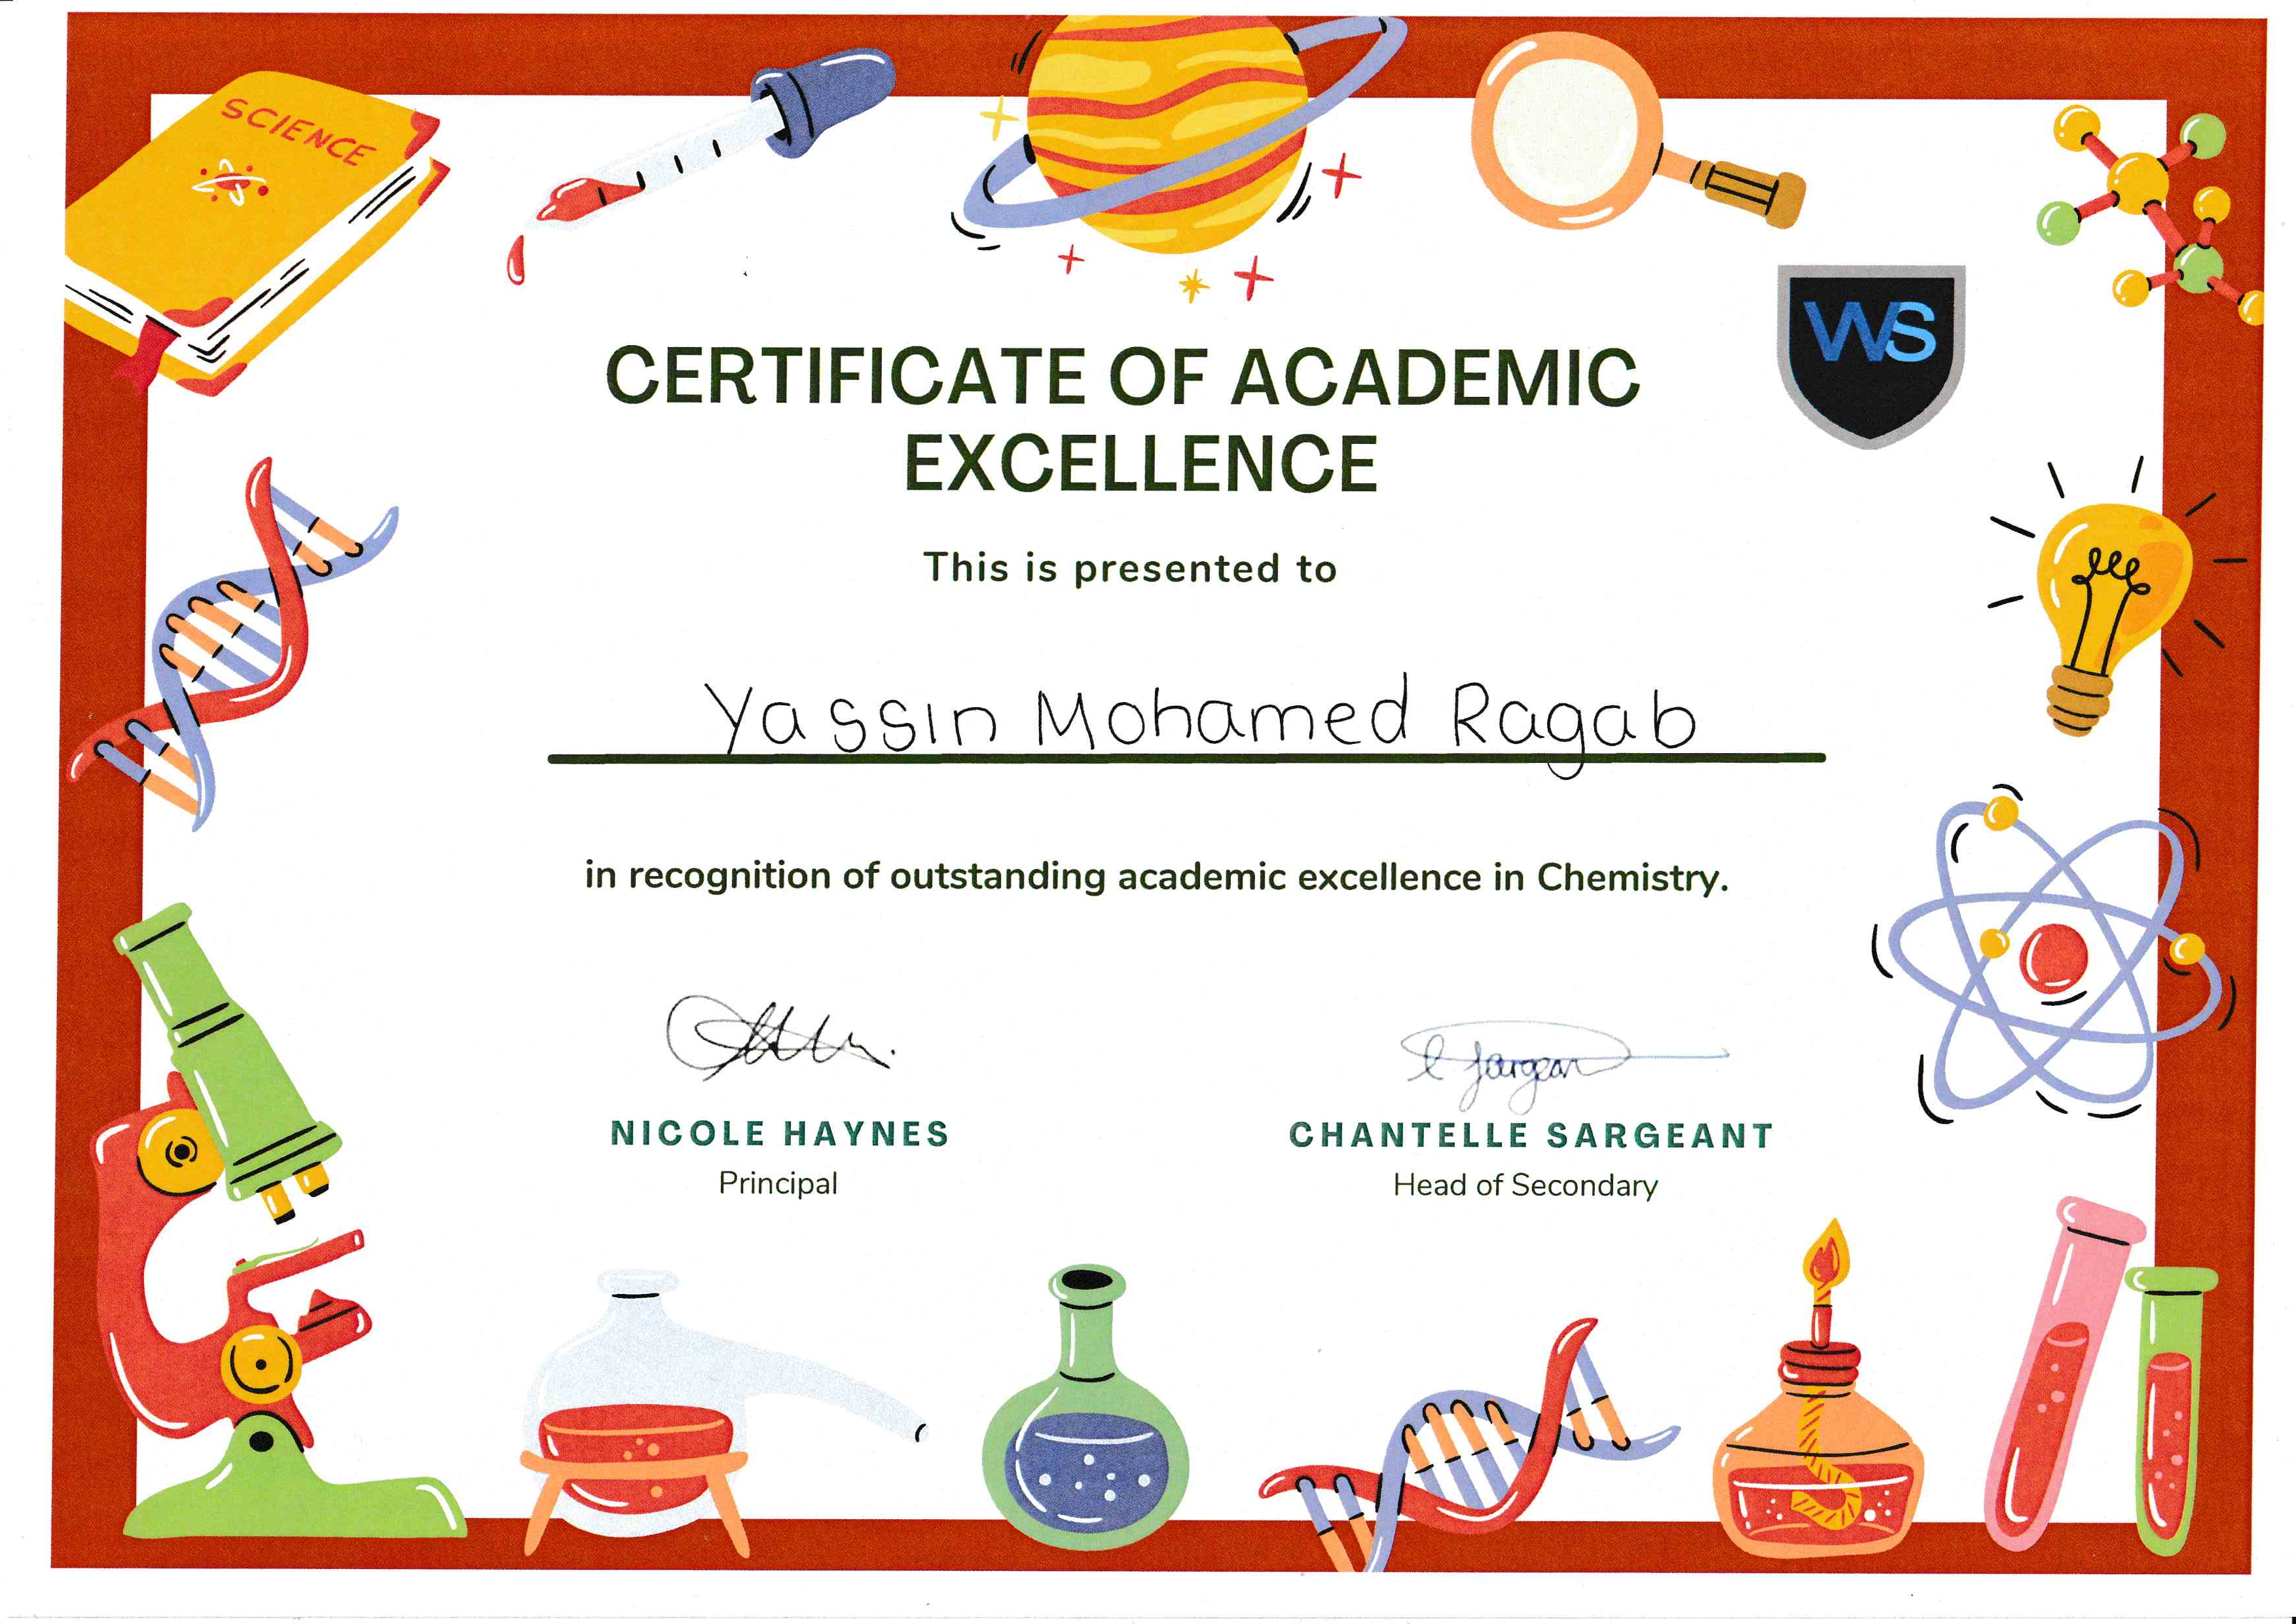 SCIENCE
WS
CERTIFICATE OF ACADEMIC
EXCELLENCE
This is presented to
Yassin Mohamed Ragab
in recognition of outstanding academic excellence in Chemistry.
NICOLE HAYNES
CHANTELLE SARGEANT
Principal
Head of Secondary